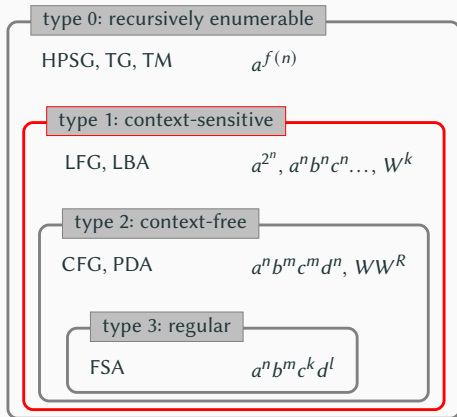 type 0: recursively enumerable
HPSG, TG, TM a^{f(n)}
type 1: context-sensitive
LFG, LBA a^{2^n}, a^n b^n c^n …, W^k
type 2: context-free
CFG, PDA a^n b^m c^m d^n, WW^R
type 3: regular
FSA a^n b^m c^k d^l